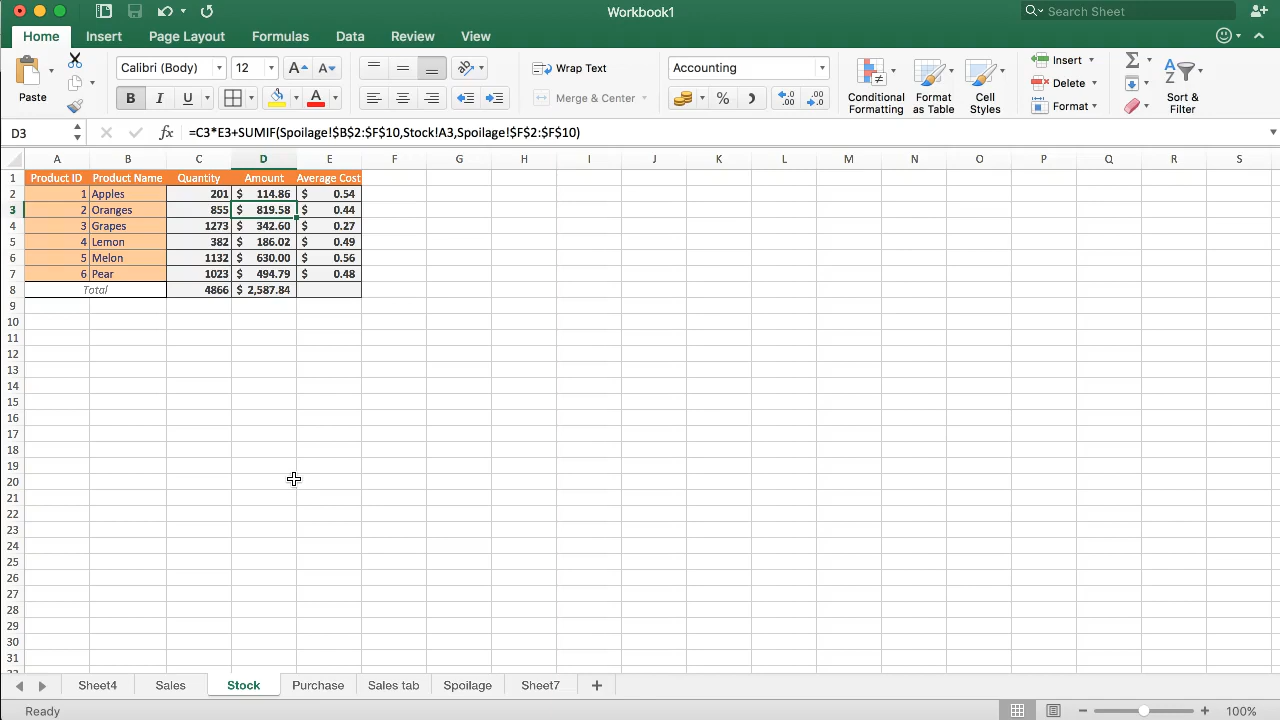 Workbook1
Search Sheet
Home Insert Page Layout Formulas Data Review View
Paste
Calibri (Body) 12
B I U
Wrap Text
Merge & Center
Accounting
Conditional Formatting
Format as Table
Cell Styles
Insert
Delete
Format
Sort & Filter
D3 fx =C3*E3+SUMIF(Spoilage!$B$2:$F$10,Stock!A3,Spoilage!$F$2:$F$10)
A B C D E F G H I J K L M N O P Q R S
1 Product ID Product Name Quantity Amount Average Cost
2 1 Apples 201 $ 114.86 $ 0.54
3 2 Oranges 855 $ 819.58 $ 0.44
4 3 Grapes 1273 $ 342.60 $ 0.27
5 4 Lemon 382 $ 186.02 $ 0.49
6 5 Melon 1132 $ 630.00 $ 0.56
7 6 Pear 1023 $ 494.79 $ 0.48
8 Total 4866 $ 2,587.84
9
10
11
12
13
14
15
16
17
18
19
20
21
22
23
24
25
26
27
28
29
30
31
Sheet4 Sales Stock Purchase Sales tab Spoilage Sheet7
Ready
100%